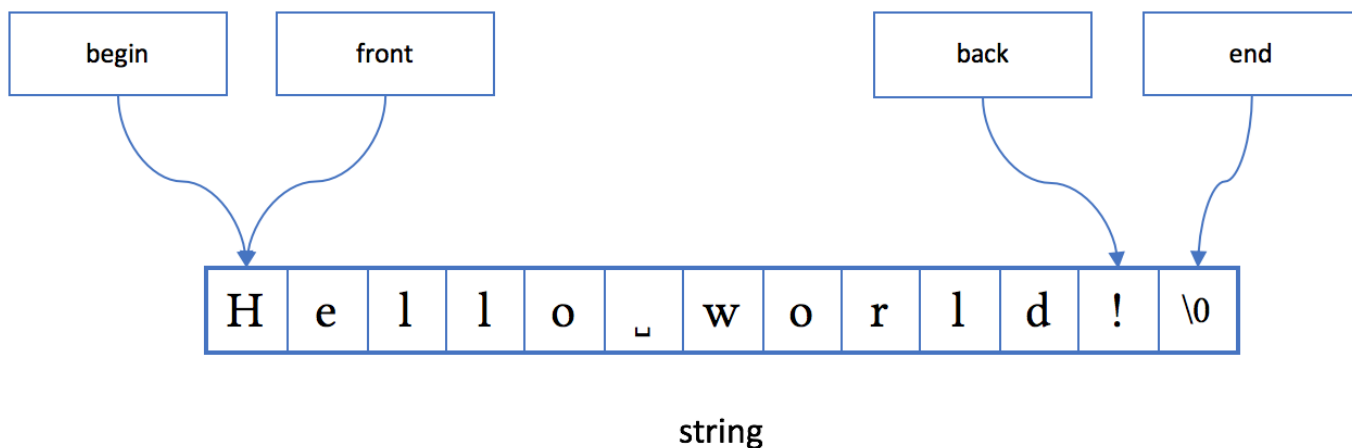 begin front back end
H e l l o ␣ w o r l d ! \0
string